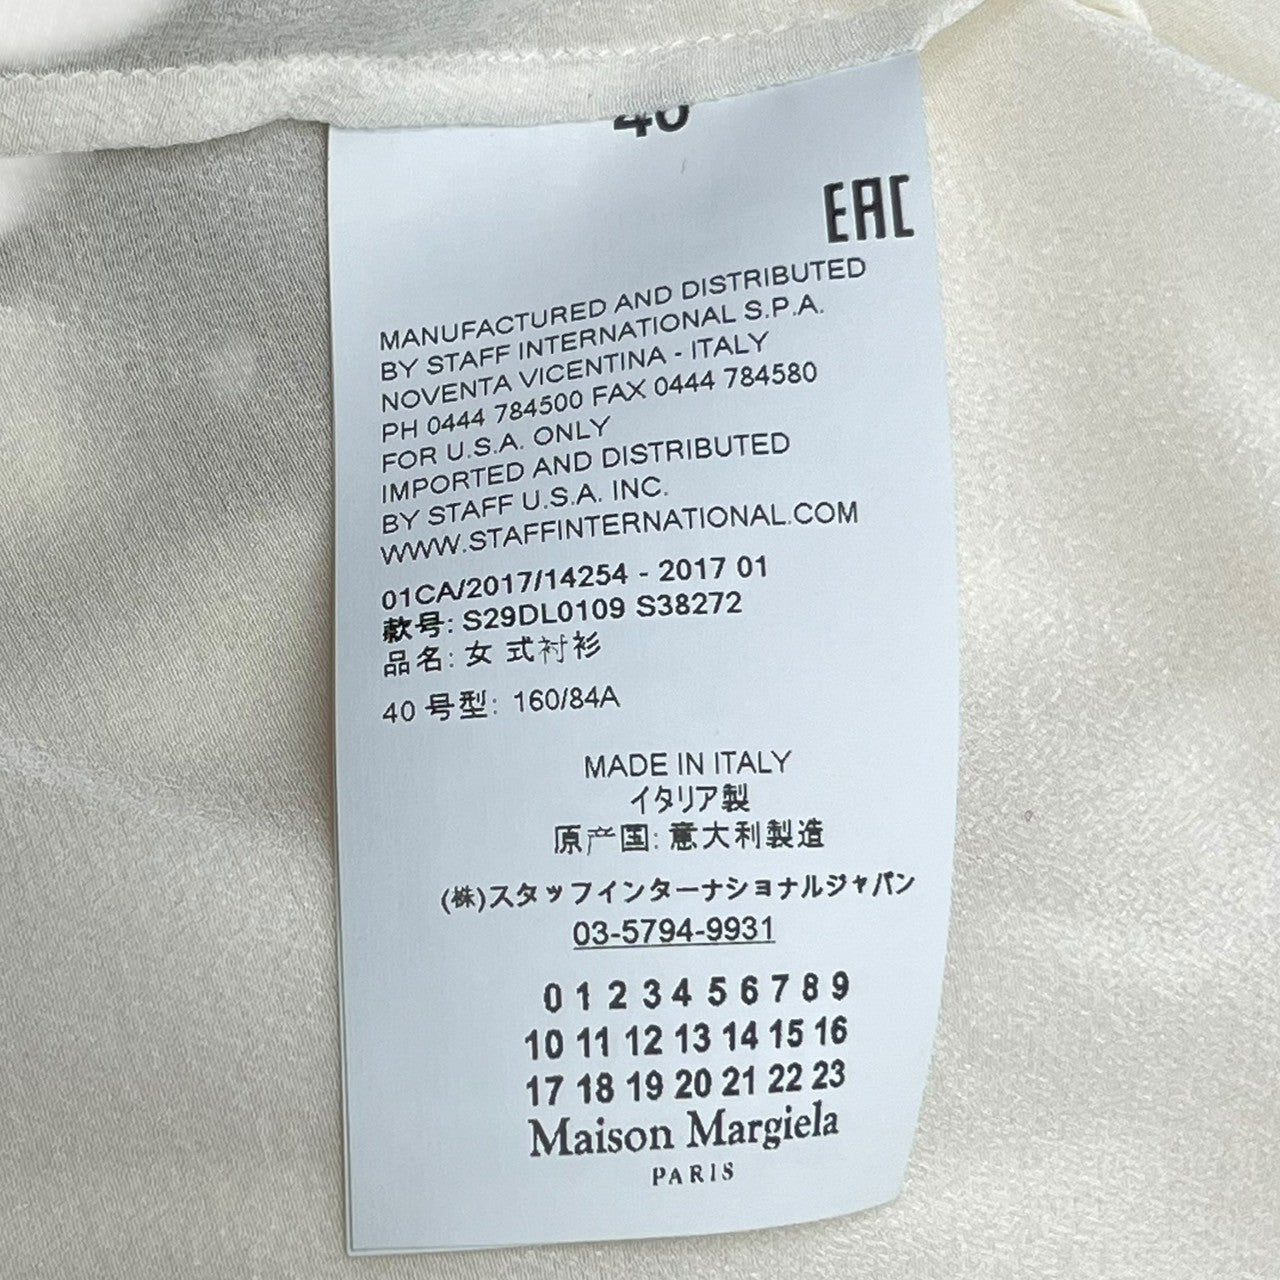 40
EAC
MANUFACTURED AND DISTRIBUTED
BY STAFF INTERNATIONAL S.P.A.
NOVENTA VICENTINA - ITALY
PH 0444 784500 FAX 0444 784580
FOR U.S.A. ONLY
IMPORTED AND DISTRIBUTED
BY STAFF U.S.A. INC.
WWW.STAFFINTERNATIONAL.COM
01CA/2017/14254 - 2017 01
款号: S29DL0109 S38272
品名: 女 式衬衫
40 号型: 160/84A
MADE IN ITALY
イタリア製
原产国: 意大利製造
(株)スタッフインターナショナルジャパン
03-5794-9931
0 1 2 3 4 5 6 7 8 9
10 11 12 13 14 15 16
17 18 19 20 21 22 23
Maison Margiela
PARIS